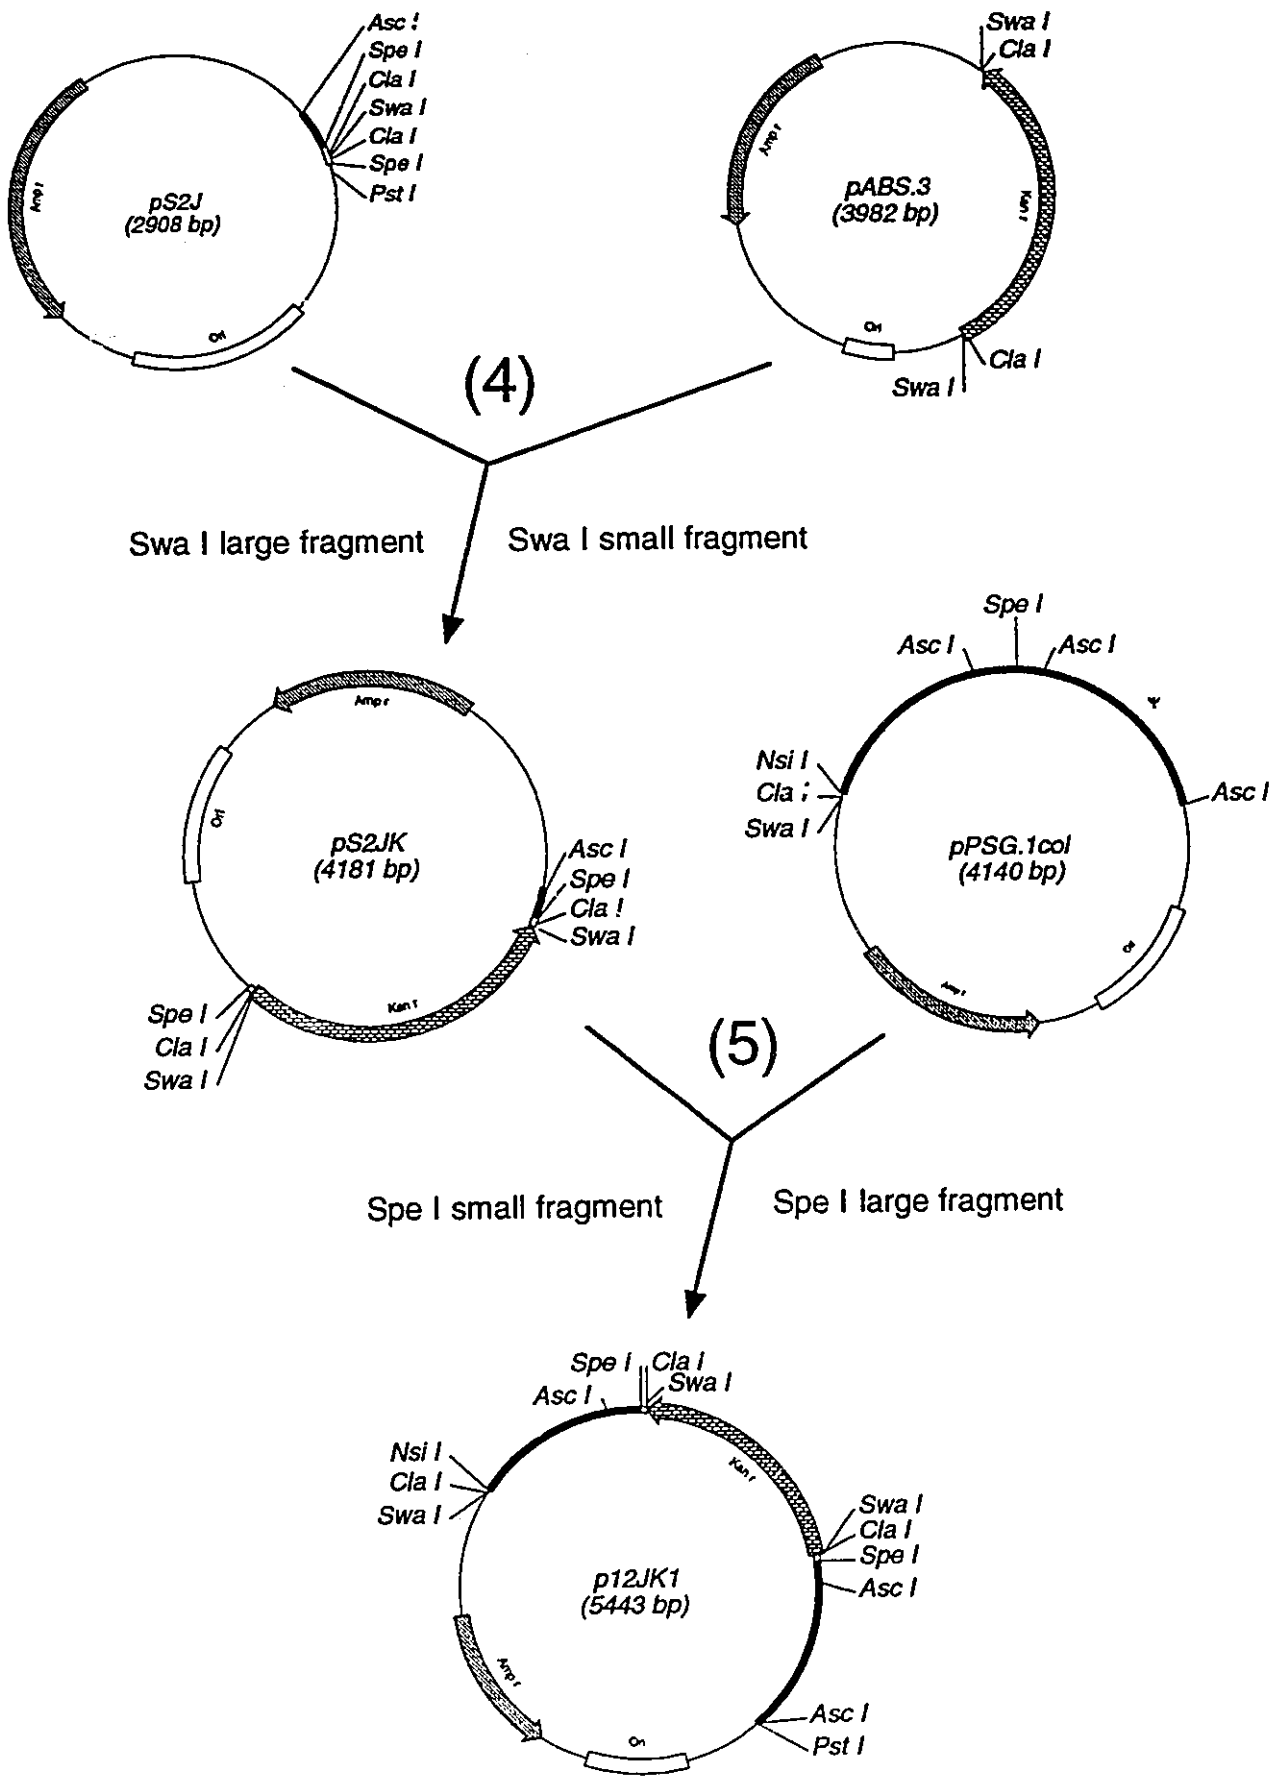 Asc I
Spe I
Cla I
Swa I
Cla I
Spe I
Pst I
Amp r
pS2J
(2908 bp)
Ori
Swa I
Cla I
Amp r
pABS.3
(3982 bp)
Kan r
Ori
Cla I
Swa I
(4)
Swa I large fragment
Swa I small fragment
Amp r
Ori
pS2JK
(4181 bp)
Asc I
Spe I
Cla I
Swa I
Kan r
Spe I
Cla I
Swa I
Spe I
Asc I
Asc I
Ψ
Nsi I
Cla I
Swa I
Asc I
pPSG.1col
(4140 bp)
Ori
Amp r
(5)
Spe I small fragment
Spe I large fragment
Spe I
Cla I
Swa I
Asc I
Nsi I
Cla I
Swa I
Kan r
Swa I
Cla I
Spe I
Asc I
p12JK1
(5443 bp)
Amp r
Ori
Asc I
Pst I